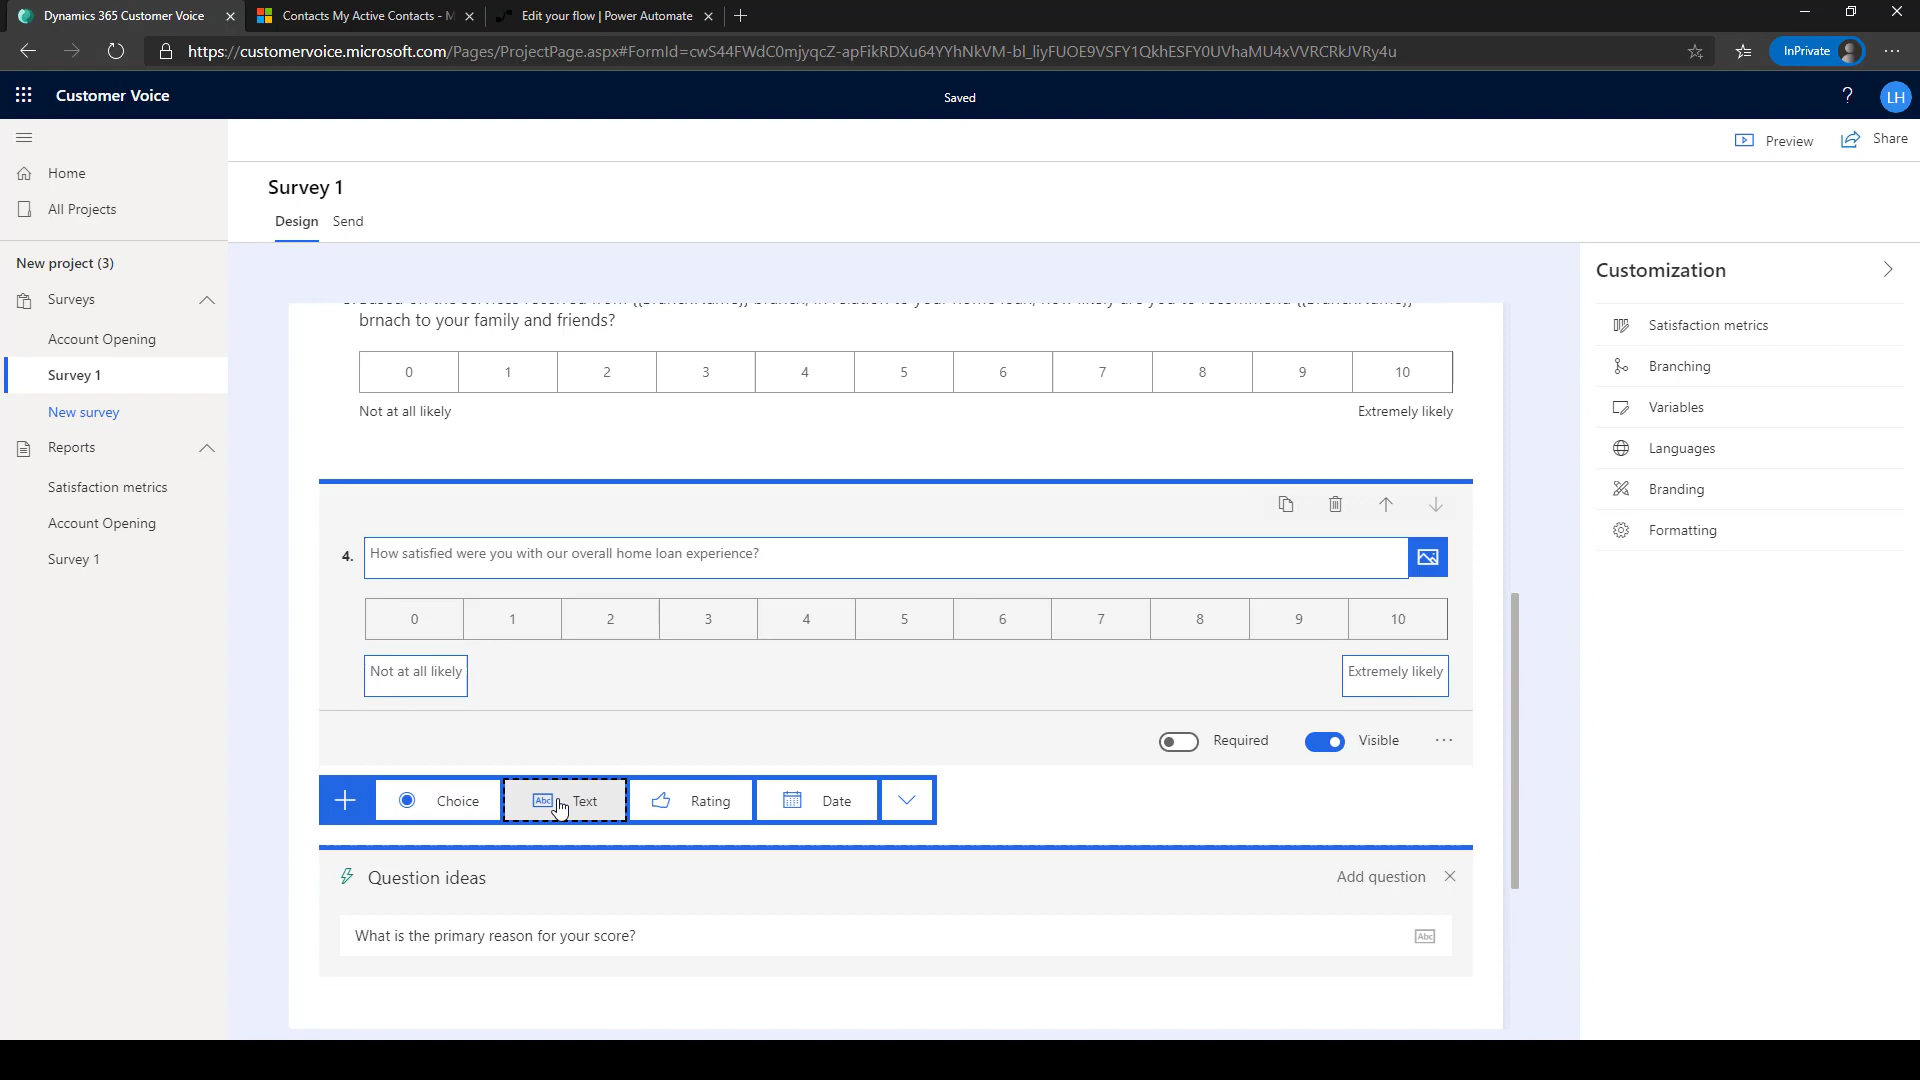 Dynamics 365 Customer Voice
Contacts My Active Contacts - M
Edit your flow | Power Automate
https://customervoice.microsoft.com/Pages/ProjectPage.aspx#FormId=cwS44FWdC0mjyqcZ-apFikRDXu64YYhNkVM-bl_liyFUOE9VSFY1QkhESFY0UVhaMU4xVVRCRkJVRy4u
InPrivate
Customer Voice
Saved
?
LH
Preview
Share
Home
All Projects
New project (3)
Surveys
Account Opening
Survey 1
New survey
Reports
Satisfaction metrics
Account Opening
Survey 1
Survey 1
Design
Send
brnach to your family and friends?
0 1 2 3 4 5 6 7 8 9 10
Not at all likely
Extremely likely
4. How satisfied were you with our overall home loan experience?
0 1 2 3 4 5 6 7 8 9 10
Not at all likely
Extremely likely
Required
Visible
Choice
Abc Text
Rating
Date
Question ideas
Add question
What is the primary reason for your score?
Abc
Customization
Satisfaction metrics
Branching
Variables
Languages
Branding
Formatting